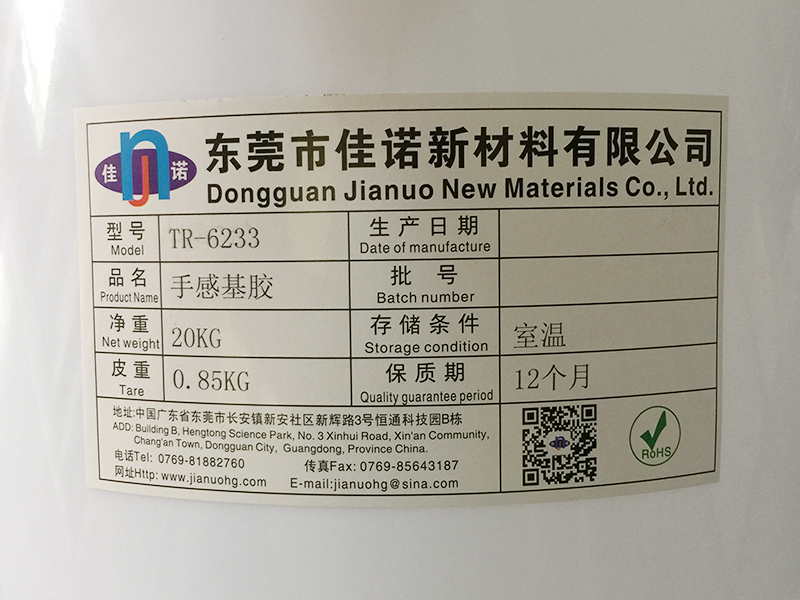 佳 诺
东莞市佳诺新材料有限公司
Dongguan Jianuo New Materials Co., Ltd.
型号 TR-6233 生产日期
Model Date of manufacture
品名 手感基胶 批 号
Product Name Batch number
净重 20KG 存储条件 室温
Net weight Storage condition
皮重 0.85KG 保质期 12个月
Tare Quality guarantee period
地址:中国广东省东莞市长安镇新安社区新辉路3号恒通科技园B栋
ADD: Building B, Hengtong Science Park, No. 3 Xinhui Road, Xin'an Community,
Chang'an Town, Dongguan City, Guangdong, Province China.
电话Tel: 0769-81882760 传真Fax: 0769-85643187
网址Http: www.jianuohg.com E-mail:jianuohg@sina.com
RoHS